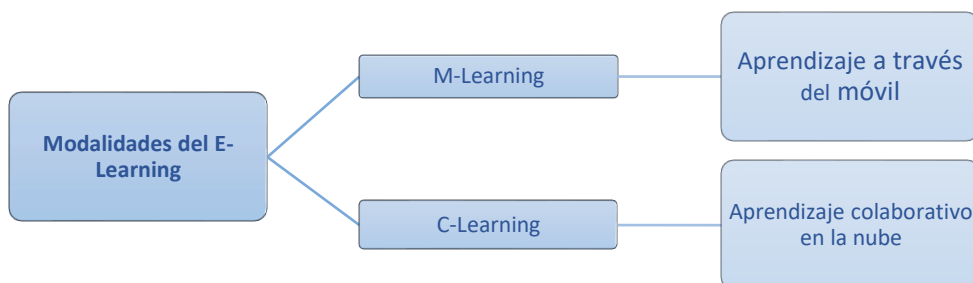 Modalidades del E-
Learning
M-Learning
Aprendizaje a través
del móvil
C-Learning
Aprendizaje colaborativo
en la nube